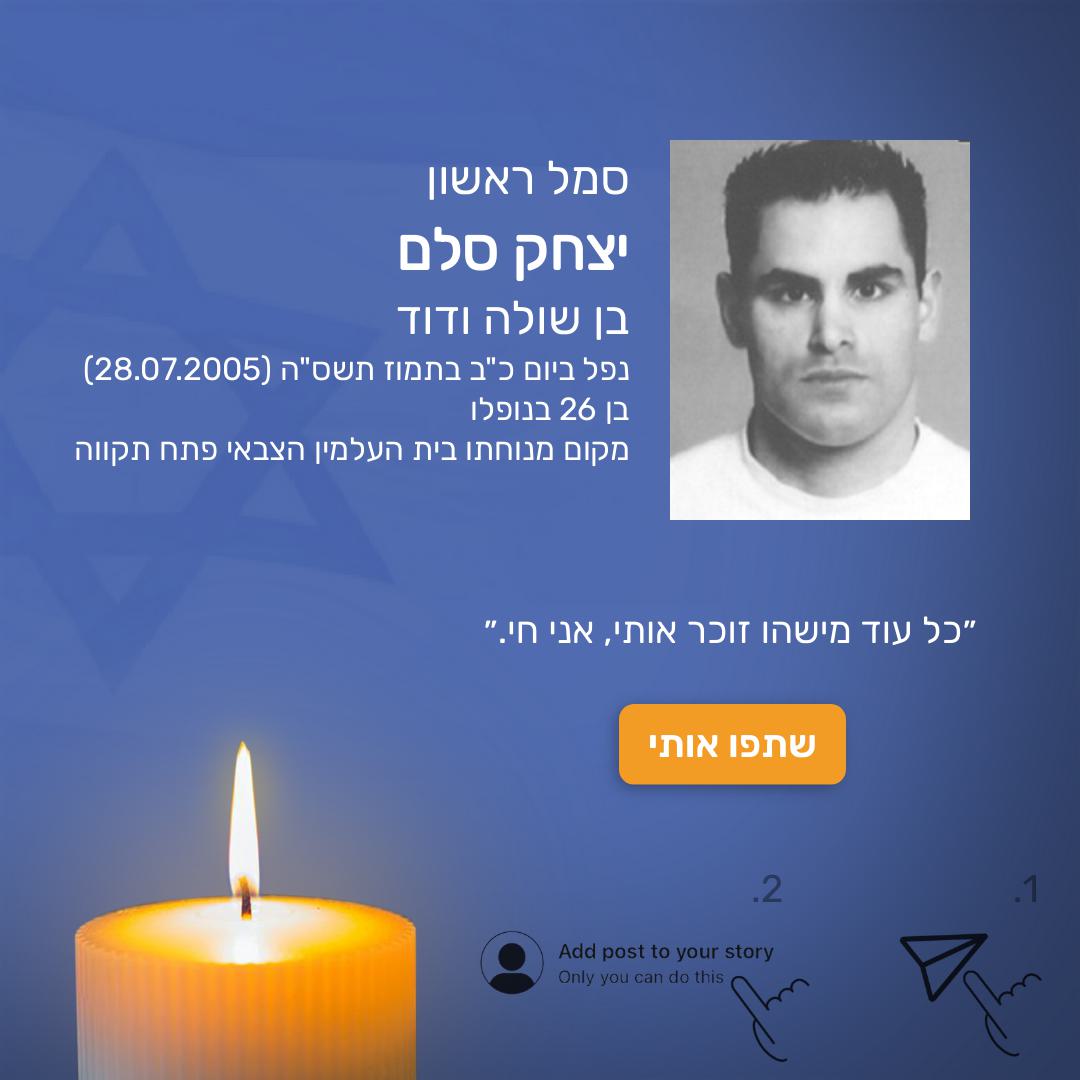 סמל ראשון
יצחק סלם
בן שולה ודוד
נפל ביום כ"ב בתמוז תשס"ה (28.07.2005)
בן 26 בנופלו
מקום מנוחתו בית העלמין הצבאי פתח תקווה
״כל עוד מישהו זוכר אותי, אני חי.״
שתפו אותי
1.
2.
Add post to your story
Only you can do this